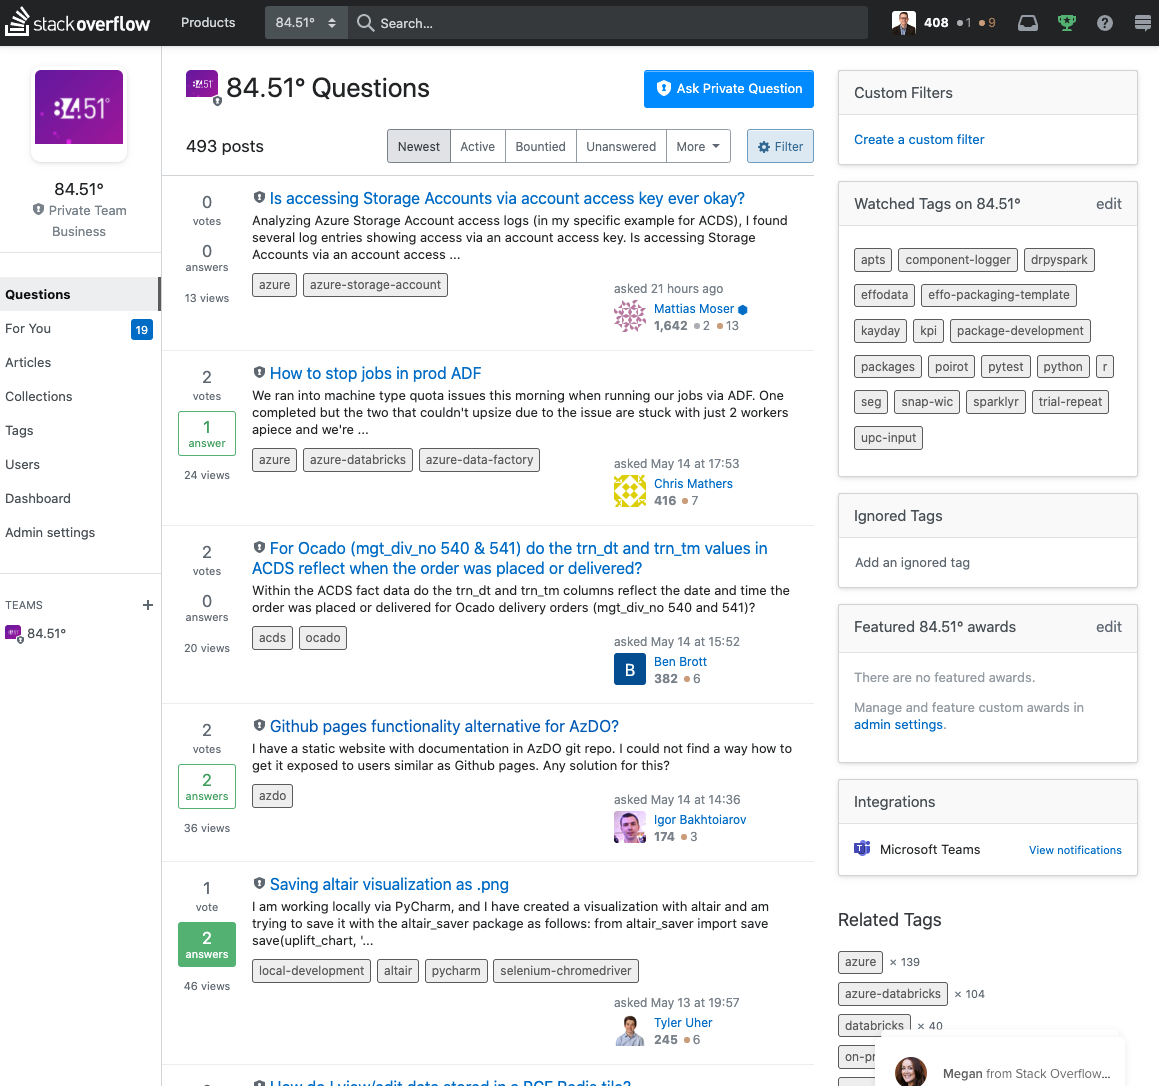 stackoverflow
Products
84.51°
Search...
408 1 9
84.51°
84.51°
Private Team
Business
Questions
For You 19
Articles
Collections
Tags
Users
Dashboard
Admin settings
TEAMS
84.51°
84.51° Questions
Ask Private Question
493 posts
Newest Active Bountied Unanswered More
Filter
0
votes
0
answers
13 views
Is accessing Storage Accounts via account access key ever okay?
Analyzing Azure Storage Account access logs (in my specific example for ACDS), I found
several log entries showing access via an account access key. Is accessing Storage
Accounts via an account access ...
azure azure-storage-account
asked 21 hours ago
Mattias Moser
1,642 2 13
2
votes
1
answer
24 views
How to stop jobs in prod ADF
We ran into machine type quota issues this morning when running our jobs via ADF. One
completed but the two that couldn't upsize due to the issue are stuck with just 2 workers
apiece and we're ...
azure azure-databricks azure-data-factory
asked May 14 at 17:53
Chris Mathers
416 7
2
votes
0
answers
20 views
For Ocado (mgt_div_no 540 & 541) do the trn_dt and trn_tm values in
ACDS reflect when the order was placed or delivered?
Within the ACDS fact data do the trn_dt and trn_tm columns reflect the date and time the
order was placed or delivered for Ocado delivery orders (mgt_div_no 540 and 541)?
acds ocado
asked May 14 at 15:52
B
Ben Brott
382 6
2
votes
2
answers
36 views
Github pages functionality alternative for AzDO?
I have a static website with documentation in AzDO git repo. I could not find a way how to
get it exposed to users similar as Github pages. Any solution for this?
azdo
asked May 14 at 14:36
Igor Bakhtoiarov
174 3
1
vote
2
answers
46 views
Saving altair visualization as .png
I am working locally via PyCharm, and I have created a visualization with altair and am
trying to save it with the altair_saver package as follows: from altair_saver import save
save(uplift_chart, '...
local-development altair pycharm selenium-chromedriver
asked May 13 at 19:57
Tyler Uher
245 6
How do I view/edit data stored in a PCF Redis tile?
Custom Filters
Create a custom filter
Watched Tags on 84.51° edit
apts component-logger drpyspark
effodata effo-packaging-template
kayday kpi package-development
packages poirot pytest python r
seg snap-wic sparklyr trial-repeat
upc-input
Ignored Tags
Add an ignored tag
Featured 84.51° awards edit
There are no featured awards.
Manage and feature custom awards in
admin settings.
Integrations
Microsoft Teams View notifications
Related Tags
azure × 139
azure-databricks × 104
databricks × 40
on-pr
Megan from Stack Overflow...